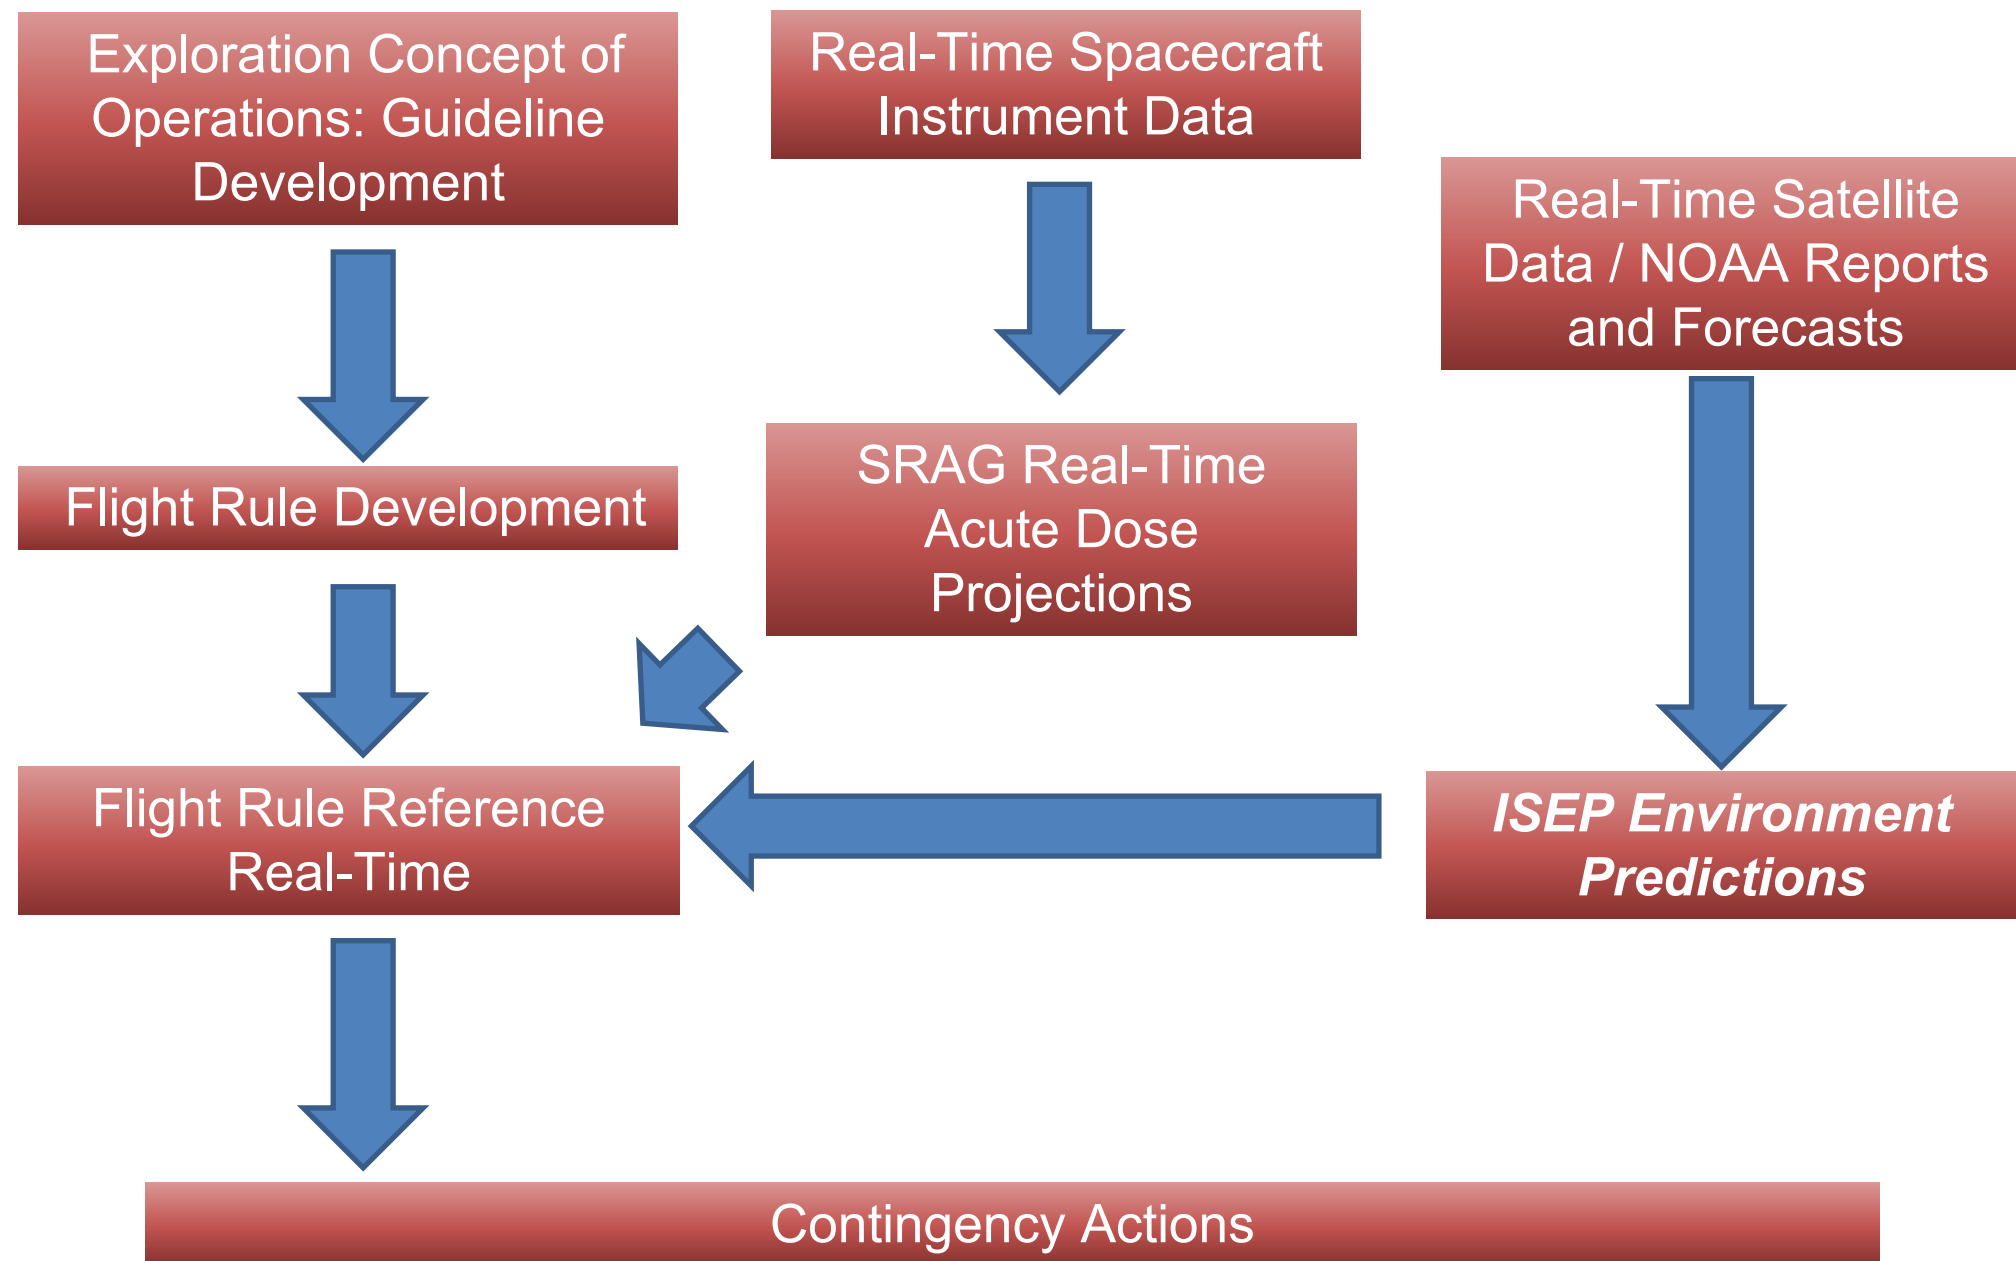 Exploration Concept of
Operations: Guideline
Development
Real-Time Spacecraft
Instrument Data
Real-Time Satellite
Data / NOAA Reports
and Forecasts
Flight Rule Development
SRAG Real-Time
Acute Dose
Projections
Flight Rule Reference
Real-Time
ISEP Environment
Predictions
Contingency Actions